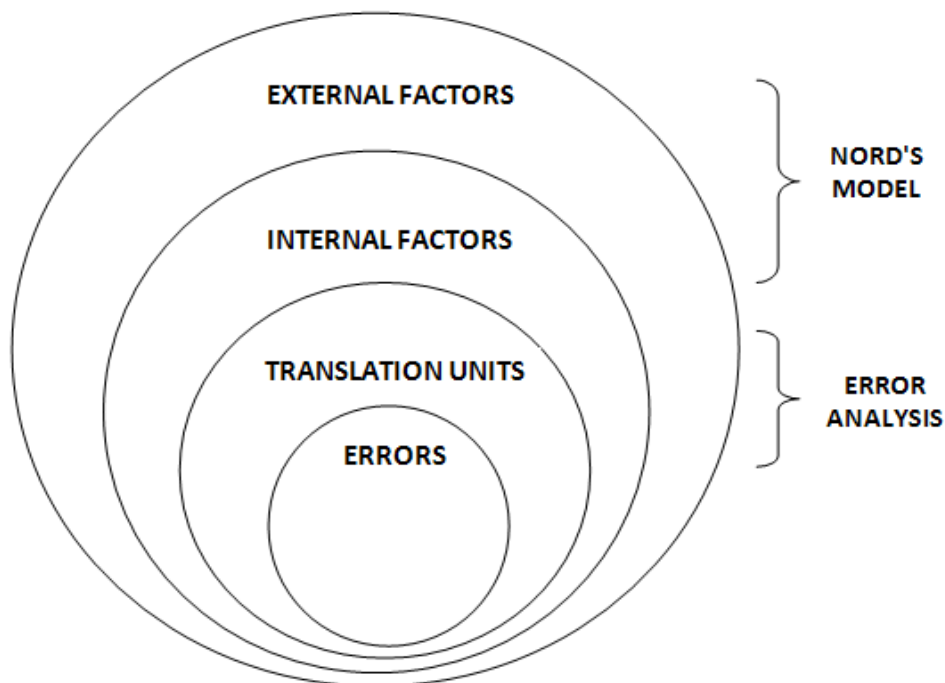 EXTERNAL FACTORS
NORD'S
MODEL
INTERNAL FACTORS
TRANSLATION UNITS
ERROR
ANALYSIS
ERRORS